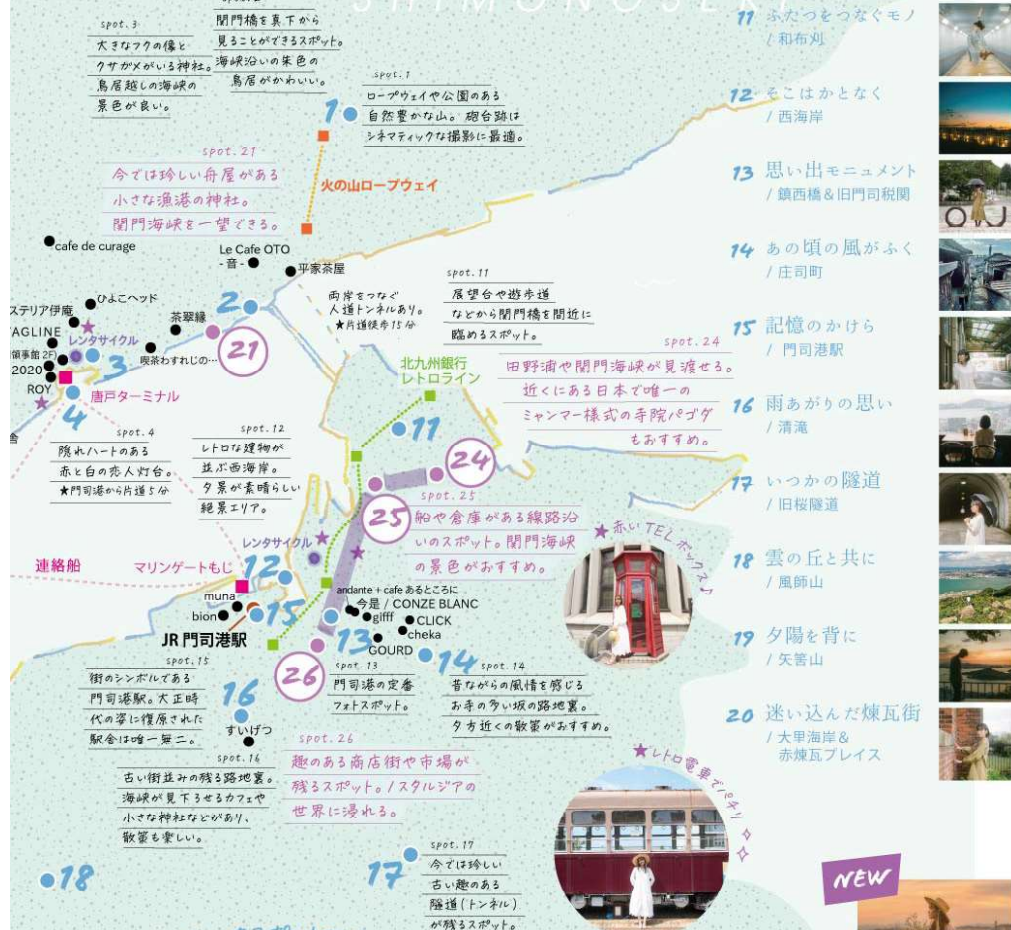 SHIMONOSEKI
spot.3
大きなフクの像と
クサガメがいる神社。
鳥居越しの海峡の
景色が良い。
関門橋を真下から
見ることができるスポット。
海峡沿いの朱色の
鳥居がかわいい。
spot.1
ロープウェイや公園のある
自然豊かな山。砲台跡は
シネマティックな撮影に最適。
1
火の山ロープウェイ
spot.21
今では珍しい舟屋がある
小さな漁港の神社。
関門海峡を一望できる。
cafe de curage
Le Cafe OTO
-音-
平家茶屋
両岸をつなぐ
人道トンネルあり。
★片道徒歩15分
spot.11
展望台や遊歩道
などから関門橋を間近に
臨めるスポット。
ひよこヘッド
ステリア伊庵
茶翠縁
2
21
TAGLINE
レンタサイクル
領事館2F)
3
喫茶わすれじの…
2020
ROY
唐戸ターミナル
4
北九州銀行
レトロライン
spot.24
田野浦や関門海峡が見渡せる。
近くにある日本で唯一の
ミャンマー様式の寺院パゴダ
もおすすめ。
11
24
spot.4
隠れハートのある
赤と白の恋人灯台。
★門司港から片道5分
spot.12
レトロな建物が
並ぶ西海岸。
夕景が素晴らしい
絶景エリア。
25
spot.25
船や倉庫がある線路沿
いのスポット。関門海峡
の景色がおすすめ。
★赤いTELボックス♪
レンタサイクル
連絡船
マリンゲートもじ
12
muna
bion
15
JR 門司港駅
andante + cafe あるところに
今是 / CONZE BLANC
gifff
CLICK
cheka
GOURD
13
14
26
spot.15
街のシンボルである
門司港駅。大正時
代の姿に復原された
駅舎は唯一無二。
spot.13
門司港の定番
フォトスポット。
spot.14
昔ながらの風情を感じる
お寺の多い坂の路地裏。
夕方近くの散策がおすすめ。
16
すいげつ
spot.16
古い街並みの残る路地裏。
海峡が見下ろせるカフェや
小さな神社などがあり、
散策も楽しい。
spot.26
趣のある商店街や市場が
残るスポット。ノスタルジアの
世界に浸れる。
★レトロ電車でパチリ
18
17
spot.17
今では珍しい
古い趣のある
隧道(トンネル)
が残るスポット。
11 ふたつをつなぐモノ
/ 和布刈
12 そこはかとなく
/ 西海岸
13 思い出モニュメント
/ 鎮西橋&旧門司税関
14 あの頃の風がふく
/ 庄司町
15 記憶のかけら
/ 門司港駅
16 雨あがりの思い
/ 清滝
17 いつかの隧道
/ 旧桜隧道
18 雲の丘と共に
/ 風師山
19 夕陽を背に
/ 矢筈山
20 迷い込んだ煉瓦街
/ 大里海岸&
赤煉瓦プレイス
NEW